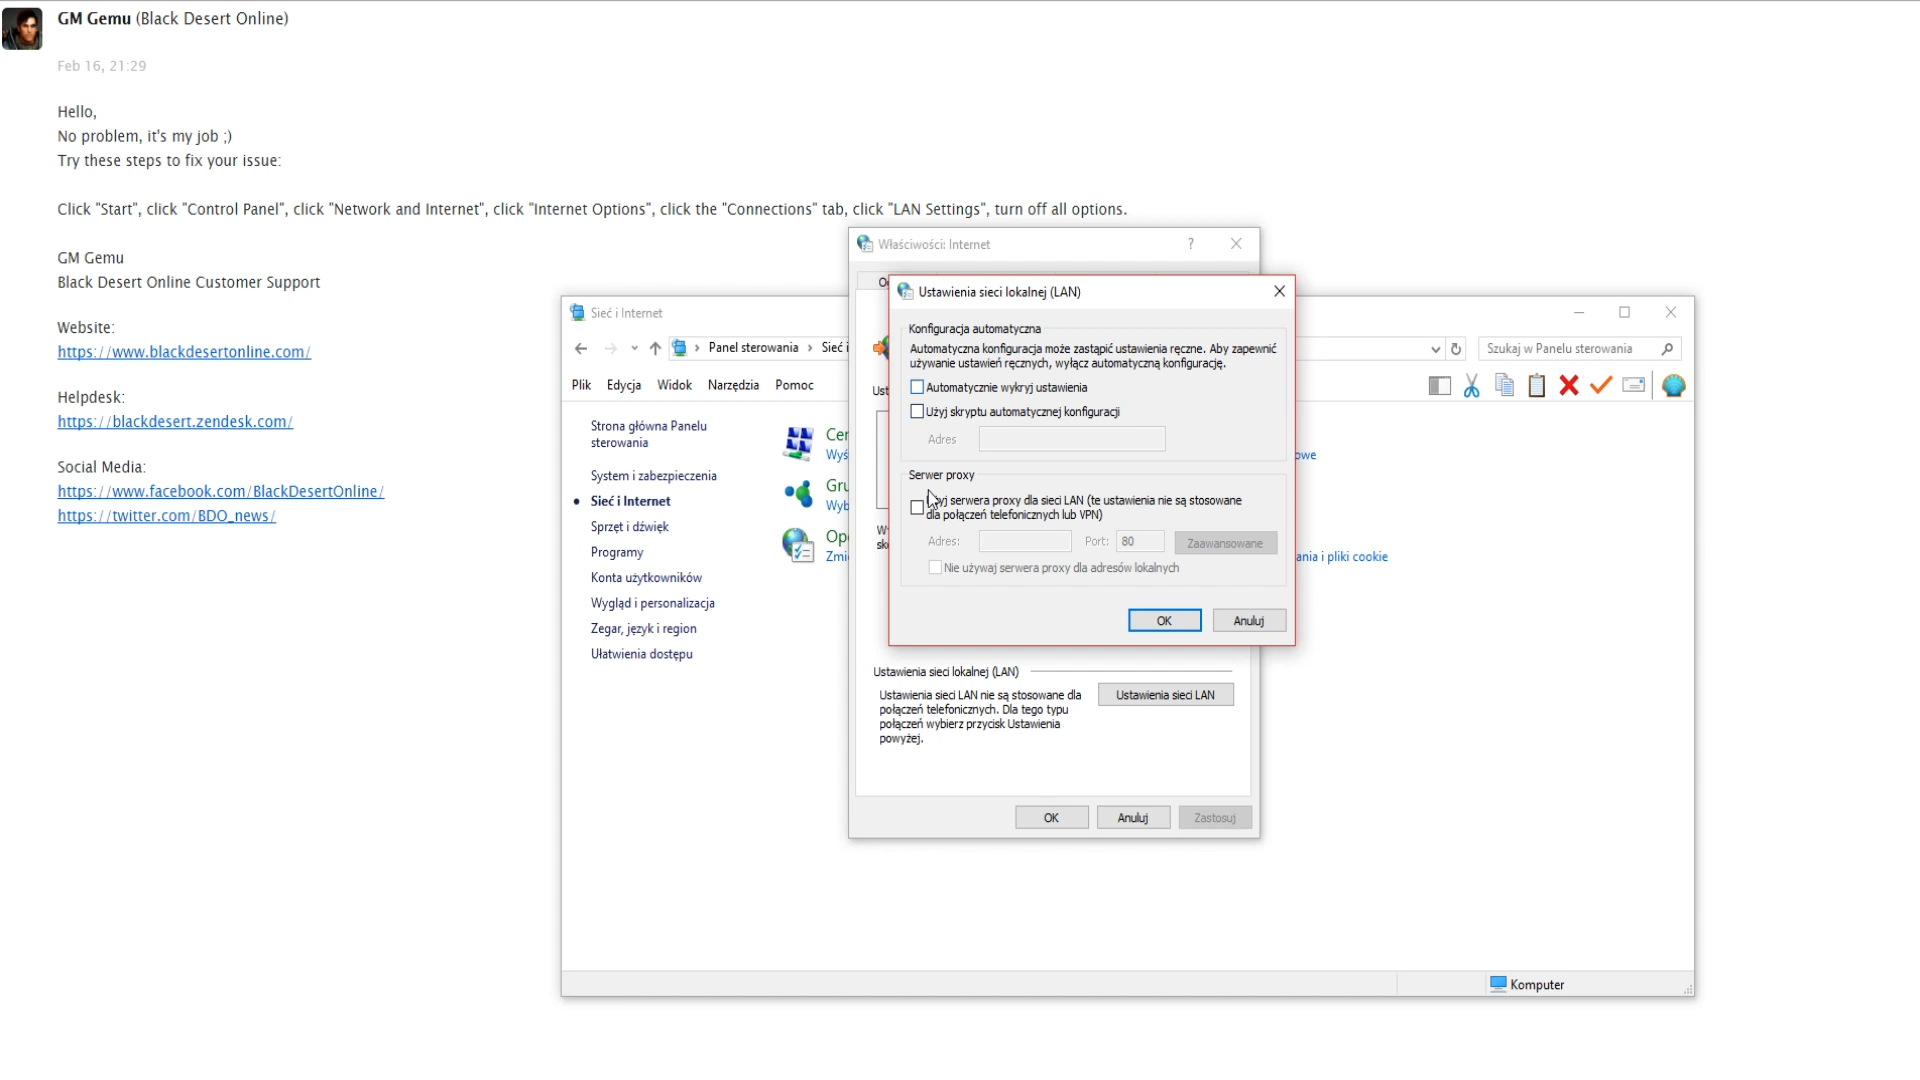 GM Gemu (Black Desert Online)
Feb 16, 21:29
Hello,
No problem, it's my job ;)
Try these steps to fix your issue:
Click "Start", click "Control Panel", click "Network and Internet", click "Internet Options", click the "Connections" tab, click "LAN Settings", turn off all options.
GM Gemu
Black Desert Online Customer Support
Website:
https://www.blackdesertonline.com/
Helpdesk:
https://blackdesert.zendesk.com/
Social Media:
https://www.facebook.com/BlackDesertOnline/
https://twitter.com/BDO_news/
Sieć i Internet
Panel sterowania › Sieć i
Szukaj w Panelu sterowania
Plik Edycja Widok Narzędzia Pomoc
Strona główna Panelu
sterowania
System i zabezpieczenia
• Sieć i Internet
Sprzęt i dźwięk
Programy
Konta użytkowników
Wygląd i personalizacja
Zegar, język i region
Ułatwienia dostępu
Komputer
Właściwości: Internet
?
Ustawienia sieci lokalnej (LAN)
Konfiguracja automatyczna
Automatyczna konfiguracja może zastąpić ustawienia ręczne. Aby zapewnić
używanie ustawień ręcznych, wyłącz automatyczną konfigurację.
Automatycznie wykryj ustawienia
Użyj skryptu automatycznej konfiguracji
Adres
Serwer proxy
serwera proxy dla sieci LAN (te ustawienia nie są stosowane
dla połączeń telefonicznych lub VPN)
Adres: Port: 80 Zaawansowane
Nie używaj serwera proxy dla adresów lokalnych
OK Anuluj
ania i pliki cookie
Ustawienia sieci lokalnej (LAN)
Ustawienia sieci LAN nie są stosowane dla
połączeń telefonicznych. Dla tego typu
połączeń wybierz przycisk Ustawienia
powyżej.
Ustawienia sieci LAN
OK Anuluj Zastosuj